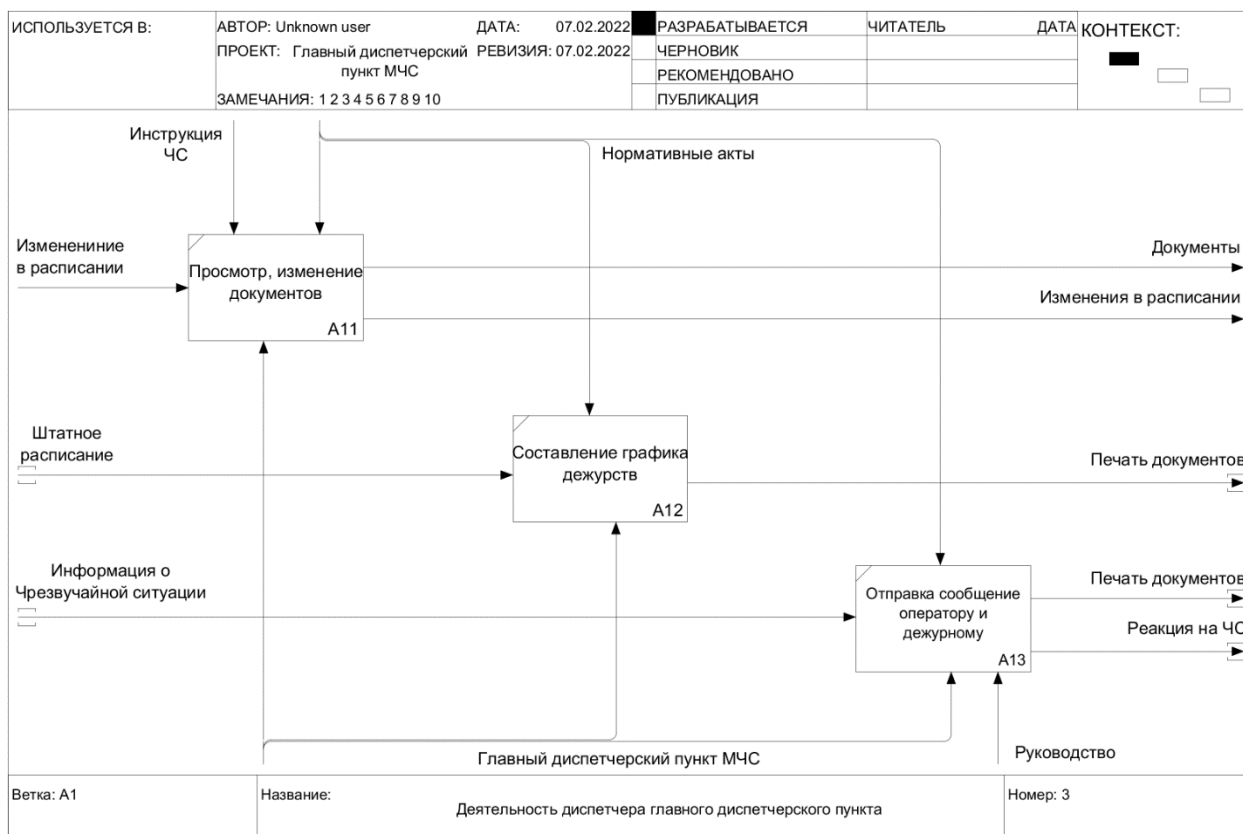 ИСПОЛЬЗУЕТСЯ В:
АВТОР: Unknown user
ДАТА: 07.02.2022
ПРОЕКТ: Главный диспетчерский
пункт МЧС
РЕВИЗИЯ: 07.02.2022
ЗАМЕЧАНИЯ: 1 2 3 4 5 6 7 8 9 10
РАЗРАБАТЫВАЕТСЯ
ЧЕРНОВИК
РЕКОМЕНДОВАНО
ПУБЛИКАЦИЯ
ЧИТАТЕЛЬ
ДАТА
КОНТЕКСТ:
Инструкция
ЧС
Нормативные акты
Изменениние
в расписании
Просмотр, изменение
документов
A11
Документы
Изменения в расписании
Штатное
расписание
Составление графика
дежурств
A12
Печать документов
Информация о
Чрезвучайной ситуации
Отправка сообщение
оператору и
дежурному
A13
Печать документов
Реакция на ЧС
Главный диспетчерский пункт МЧС
Руководство
Ветка: A1
Название:
Деятельность диспетчера главного диспетчерского пункта
Номер: 3